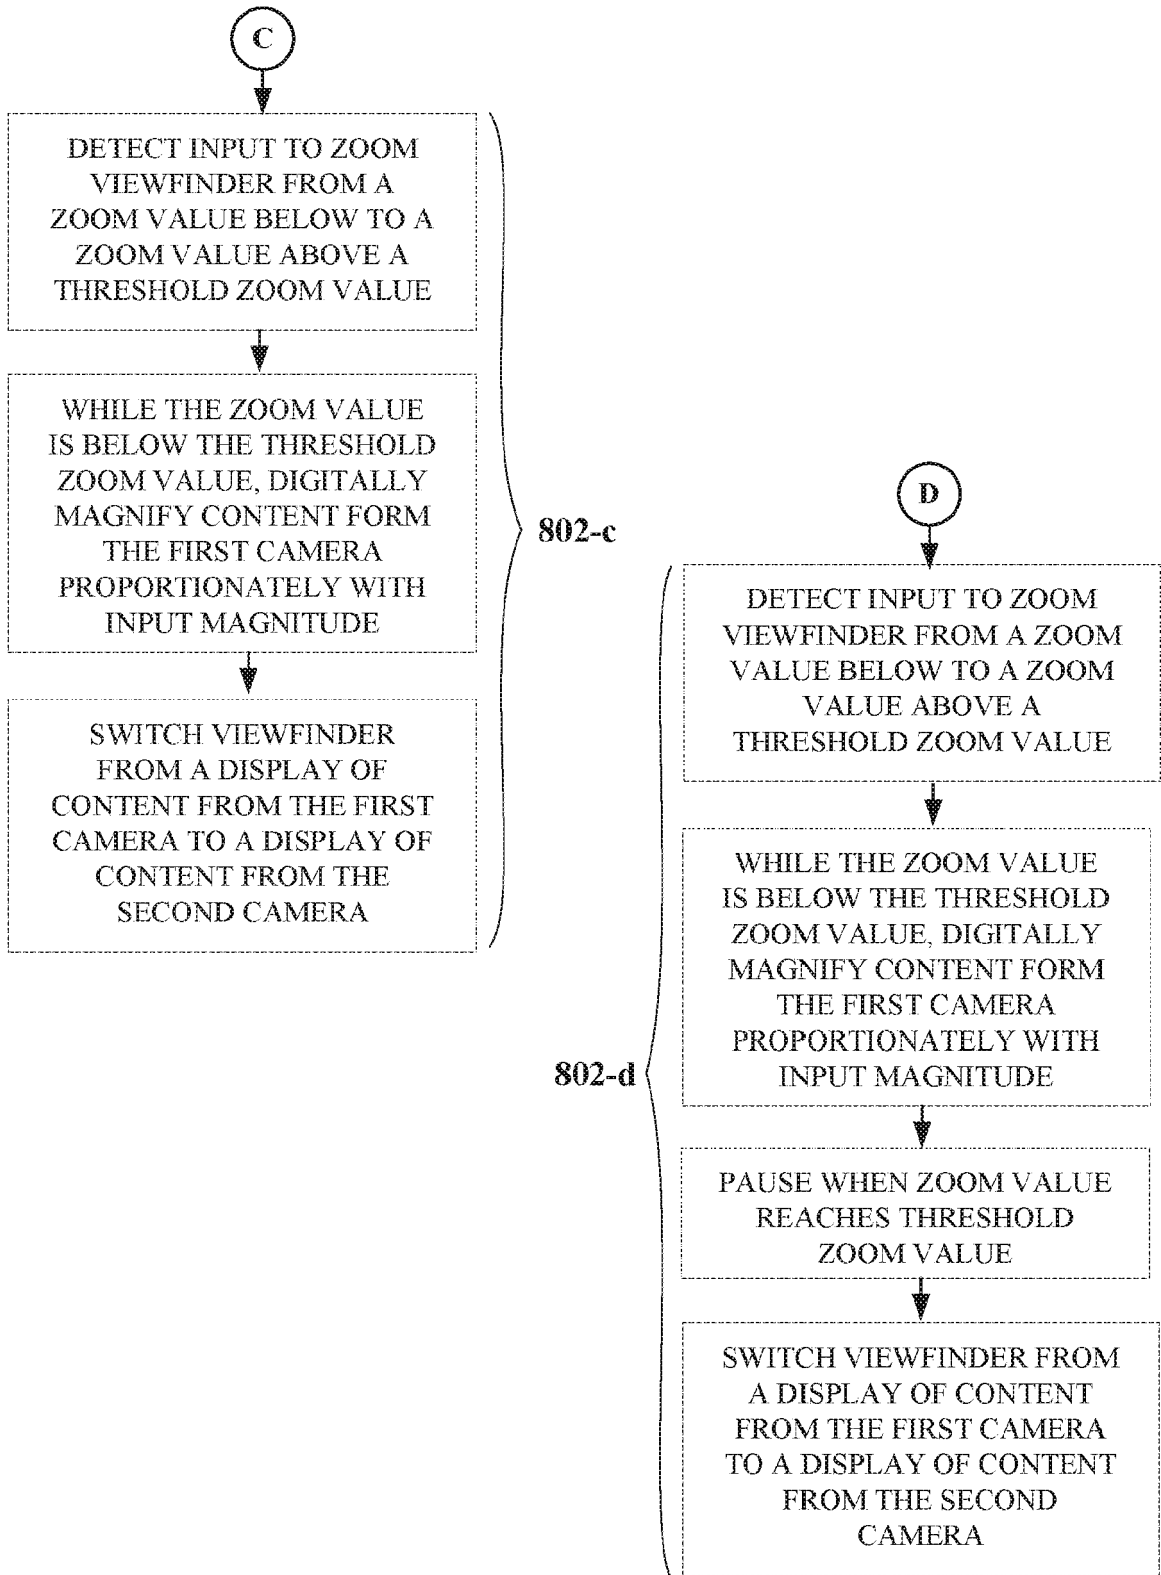 C
DETECT INPUT TO ZOOM
VIEWFINDER FROM A
ZOOM VALUE BELOW TO A
ZOOM VALUE ABOVE A
THRESHOLD ZOOM VALUE
WHILE THE ZOOM VALUE
IS BELOW THE THRESHOLD
ZOOM VALUE, DIGITALLY
MAGNIFY CONTENT FORM
THE FIRST CAMERA
PROPORTIONATELY WITH
INPUT MAGNITUDE
SWITCH VIEWFINDER
FROM A DISPLAY OF
CONTENT FROM THE FIRST
CAMERA TO A DISPLAY OF
CONTENT FROM THE
SECOND CAMERA
802-c
D
DETECT INPUT TO ZOOM
VIEWFINDER FROM A ZOOM
VALUE BELOW TO A ZOOM
VALUE ABOVE A
THRESHOLD ZOOM VALUE
WHILE THE ZOOM VALUE
IS BELOW THE THRESHOLD
ZOOM VALUE, DIGITALLY
MAGNIFY CONTENT FORM
THE FIRST CAMERA
PROPORTIONATELY WITH
INPUT MAGNITUDE
802-d
PAUSE WHEN ZOOM VALUE
REACHES THRESHOLD
ZOOM VALUE
SWITCH VIEWFINDER FROM
A DISPLAY OF CONTENT
FROM THE FIRST CAMERA
TO A DISPLAY OF CONTENT
FROM THE SECOND
CAMERA